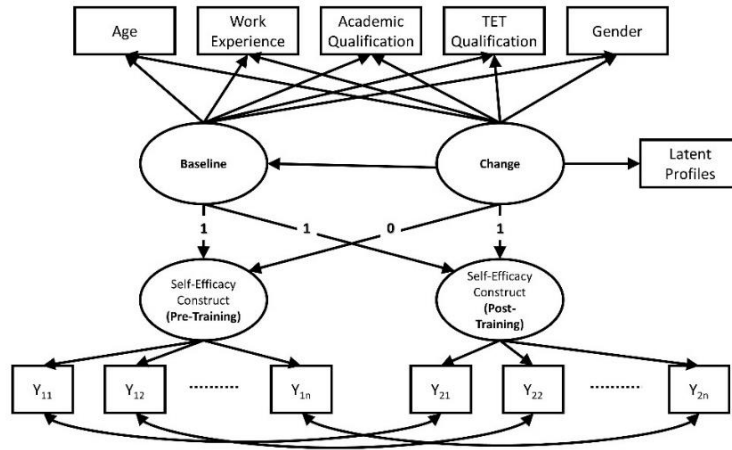 Age
Work
Experience
Academic
Qualification
TET
Qualification
Gender
Baseline
Change
Latent
Profiles
1
1
0
1
Self-Efficacy
Construct
(Pre-Training)
Self-Efficacy
Construct
(Post-
Training)
Y11
Y12
..........
Y1n
Y21
Y22
..........
Y2n